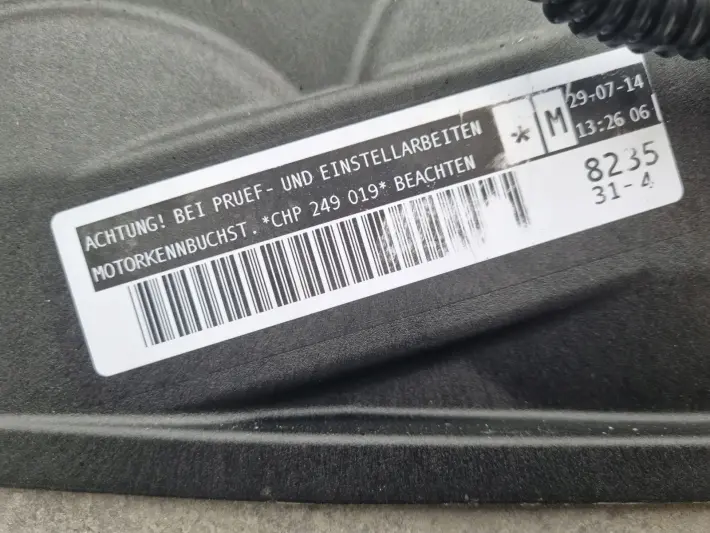 ACHTUNG! BEI PRUEF- UND EINSTELLARBEITEN
MOTORKENNBUCHST. *CHP 249 019* BEACHTEN
* M
29-07-14
13:26 06
8235
31-4